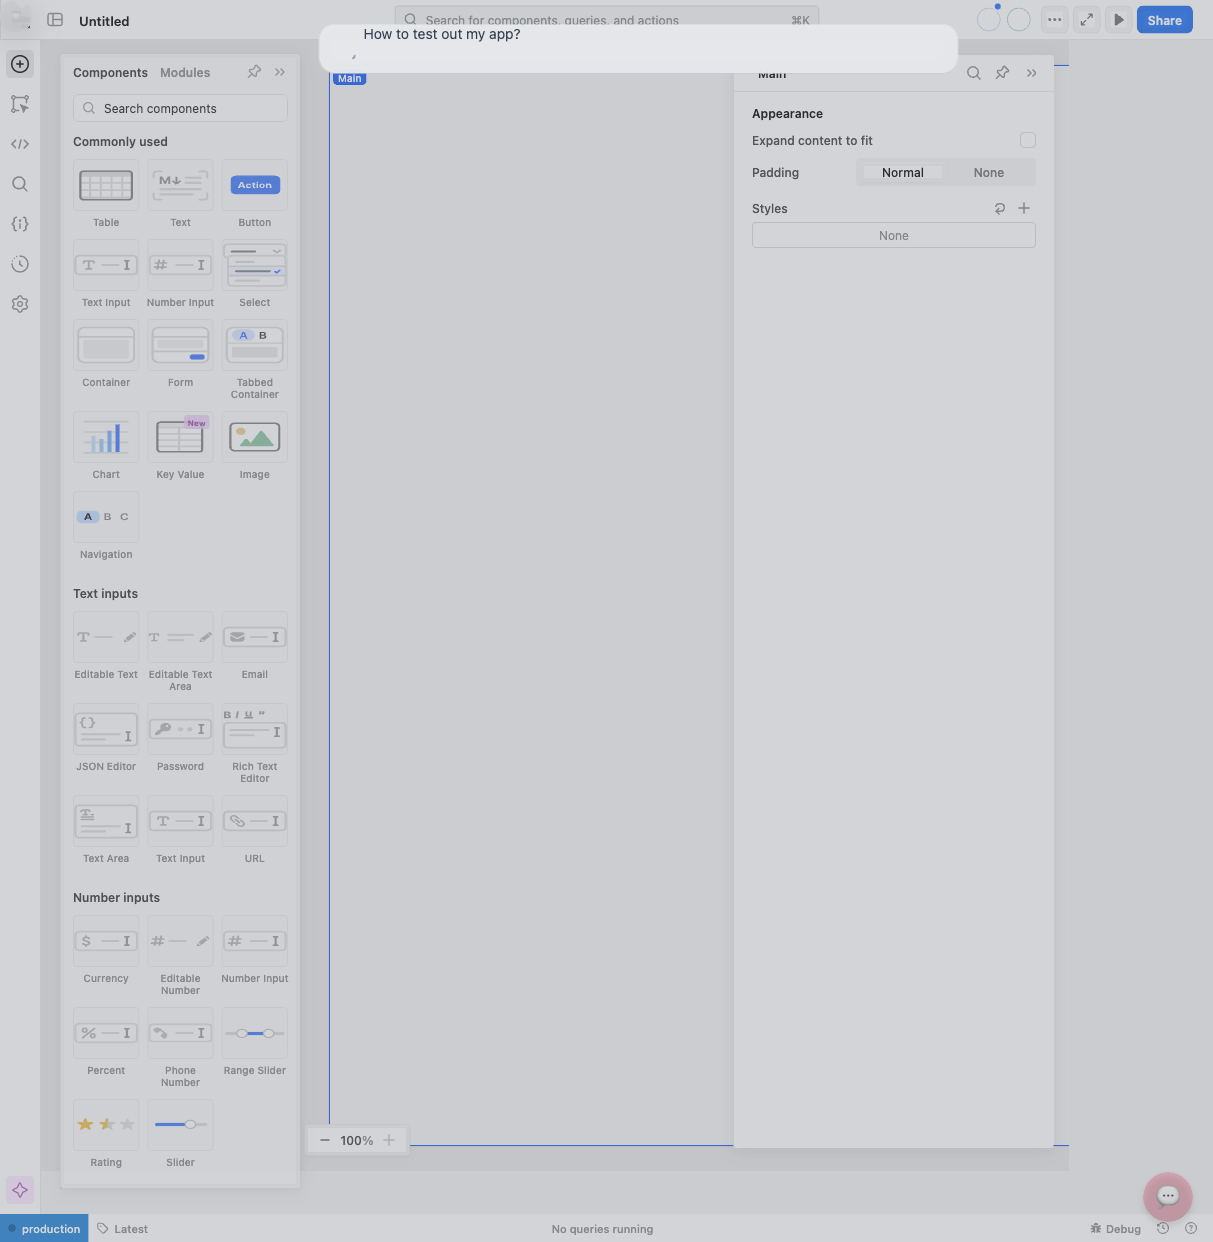 Untitled
Search for components, queries, and actions
⌘K
Share
How to test out my app?
Components Modules
Search components
Commonly used
Table
Text
Action
Button
Text Input
Number Input
Select
Container
Form
A B
Tabbed
Container
Chart
New
Key Value
Image
A B C
Navigation
Text inputs
Editable Text
Editable Text
Area
Email
JSON Editor
Password
B I U "
Rich Text
Editor
Text Area
Text Input
URL
Number inputs
Currency
Editable
Number
Number Input
Percent
Phone
Number
Range Slider
Rating
Slider
Main
100%
Main
Appearance
Expand content to fit
Padding
Normal
None
Styles
None
production
Latest
No queries running
Debug